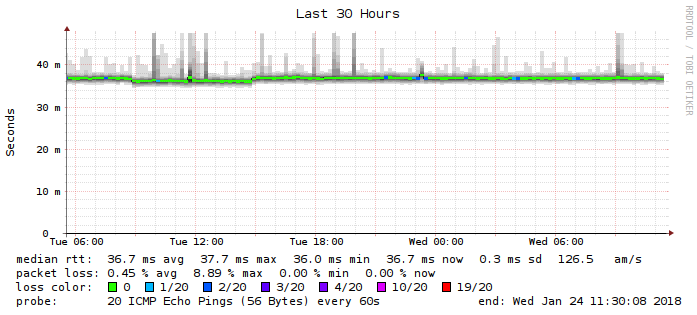 Last 30 Hours
RRDTOOL / TOBI OETIKER
Seconds
40 m
30 m
20 m
10 m
0
Tue 06:00 Tue 12:00 Tue 18:00 Wed 00:00 Wed 06:00
median rtt: 36.7 ms avg 37.7 ms max 36.0 ms min 36.7 ms now 0.3 ms sd 126.5 am/s
packet loss: 0.45 % avg 8.89 % max 0.00 % min 0.00 % now
loss color: 0 1/20 2/20 3/20 4/20 10/20 19/20
probe: 20 ICMP Echo Pings (56 Bytes) every 60s end: Wed Jan 24 11:30:08 2018